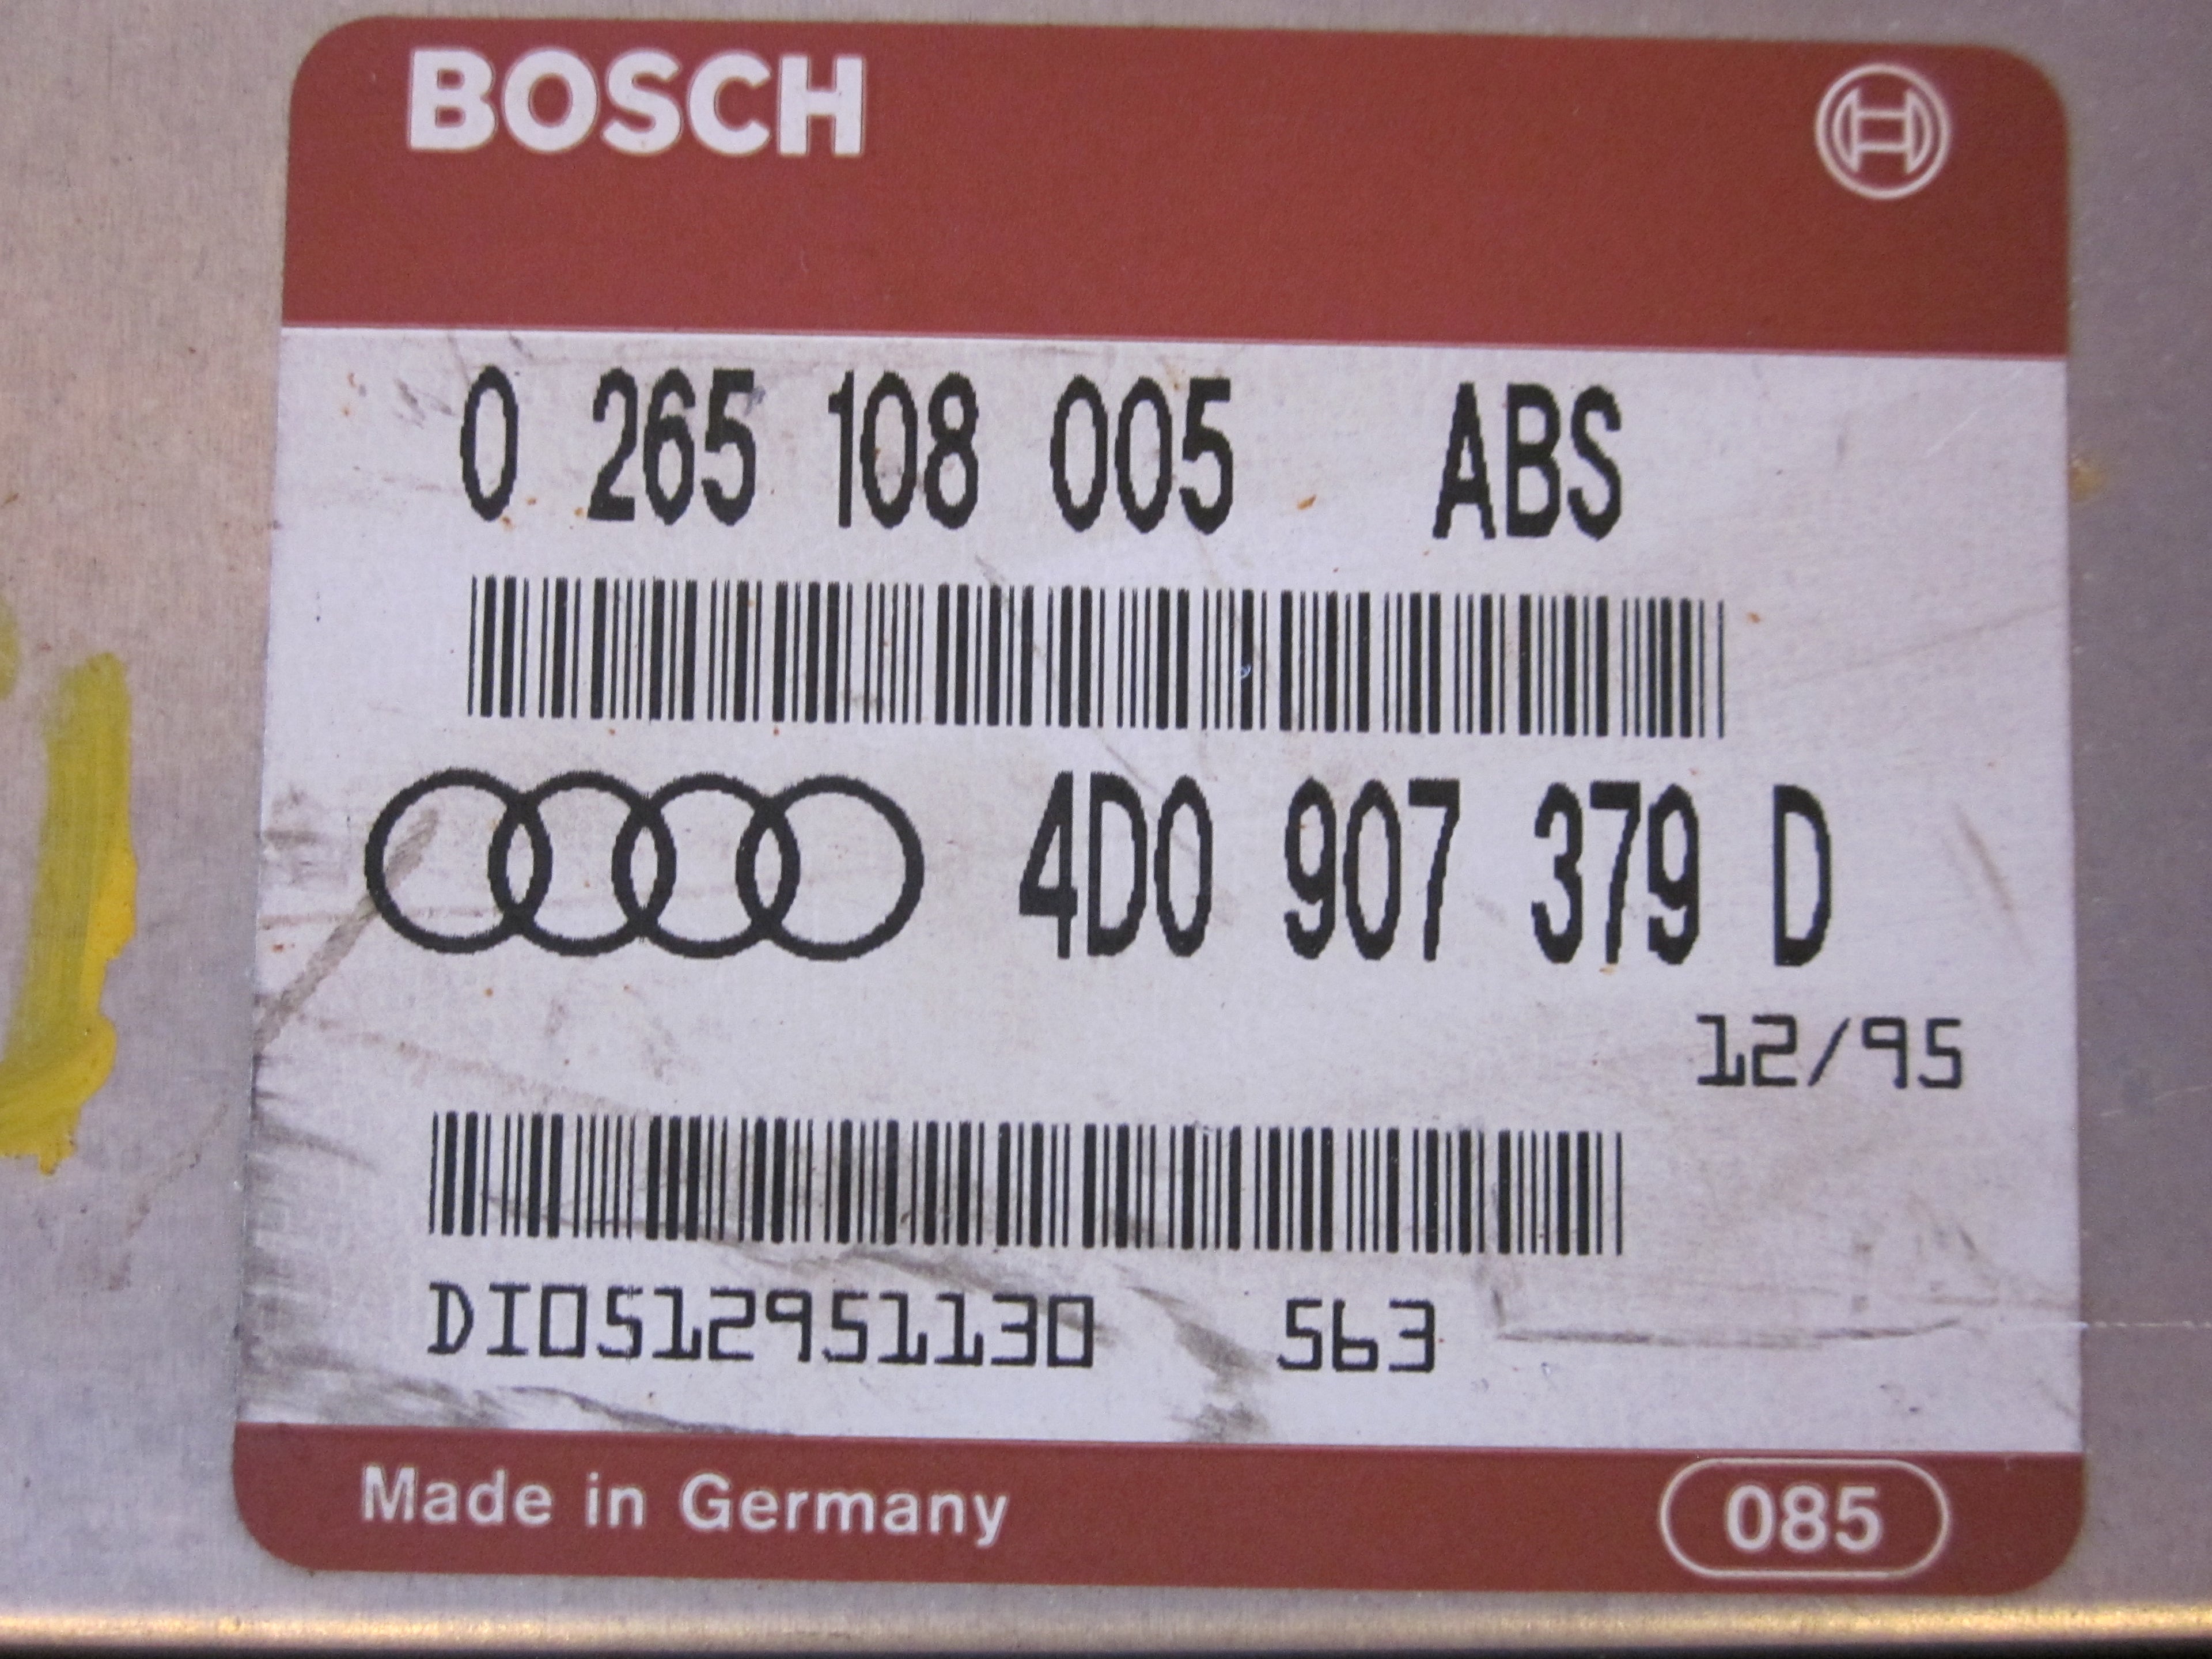 BOSCH
0 265 108 005 ABS
4D0 907 379 D
12/95
DI0512951130 563
Made in Germany 085